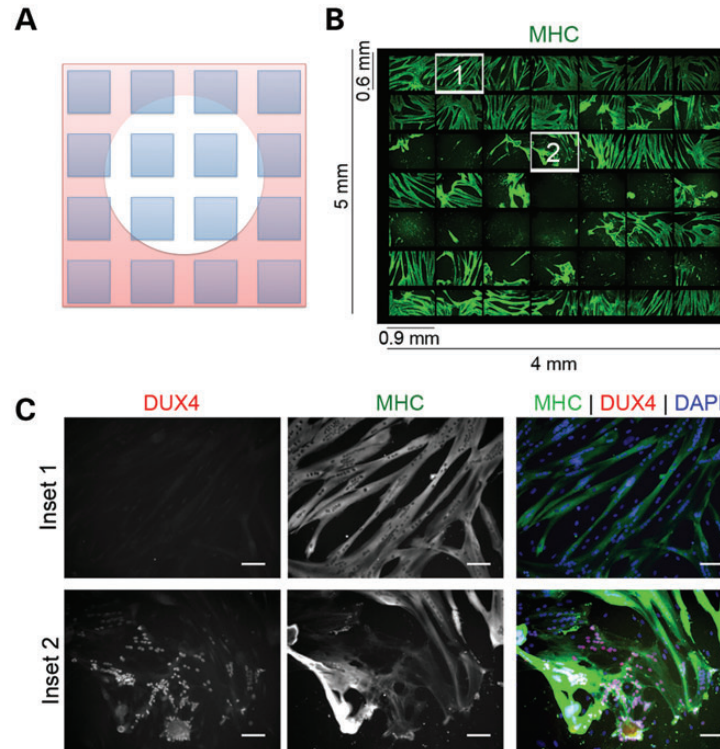 A
B
MHC
0.6 mm
1
2
5 mm
0.9 mm
4 mm
C
DUX4
MHC
MHC | DUX4 | DAPI
Inset 1
Inset 2